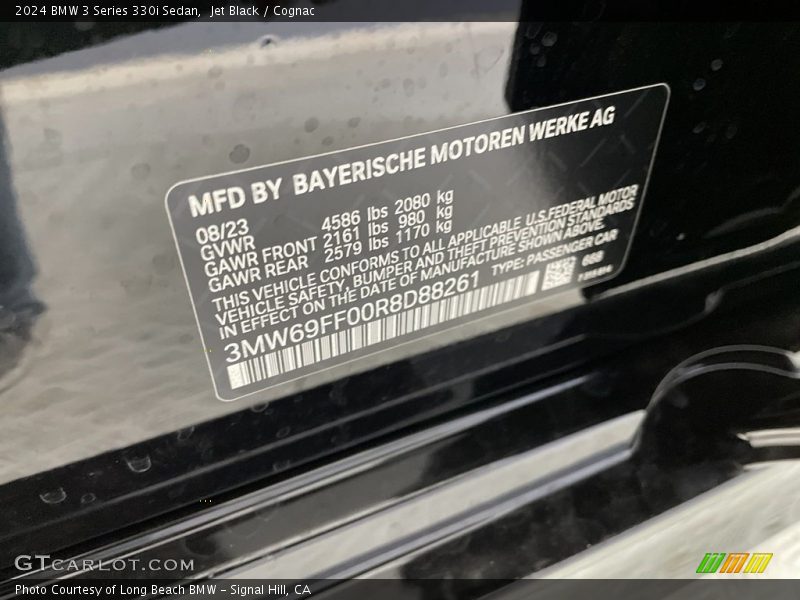 2024 BMW 3 Series 330i Sedan, Jet Black / Cognac
MFD BY BAYERISCHE MOTOREN WERKE AG
08/23
GVWR 4586 lbs 2080 kg
GAWR FRONT 2161 lbs 980 kg
GAWR REAR 2579 lbs 1170 kg
THIS VEHICLE CONFORMS TO ALL APPLICABLE U.S.FEDERAL MOTOR
VEHICLE SAFETY, BUMPER AND THEFT PREVENTION STANDARDS
IN EFFECT ON THE DATE OF MANUFACTURE SHOWN ABOVE.
3MW69FF00R8D88261 TYPE: PASSENGER CAR
668
GTCARLOT.COM
Photo Courtesy of Long Beach BMW - Signal Hill, CA